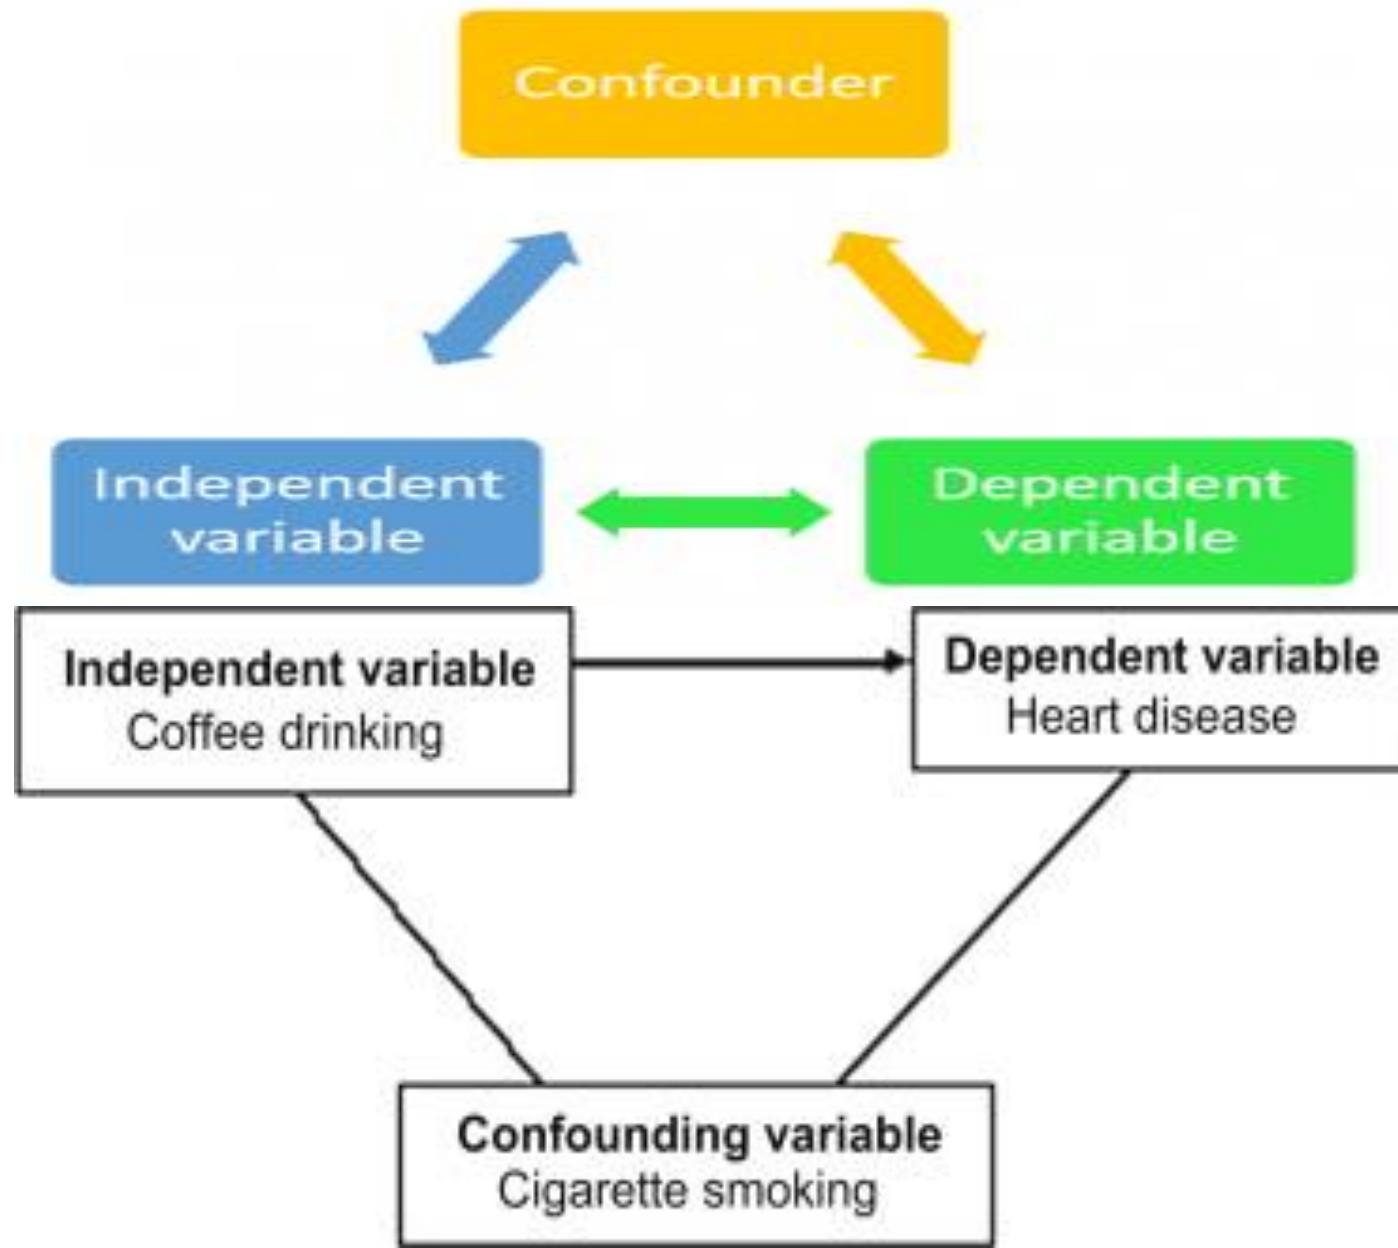 Confounder
Independent
variable
Dependent
variable
Independent variable
Coffee drinking
Dependent variable
Heart disease
Confounding variable
Cigarette smoking